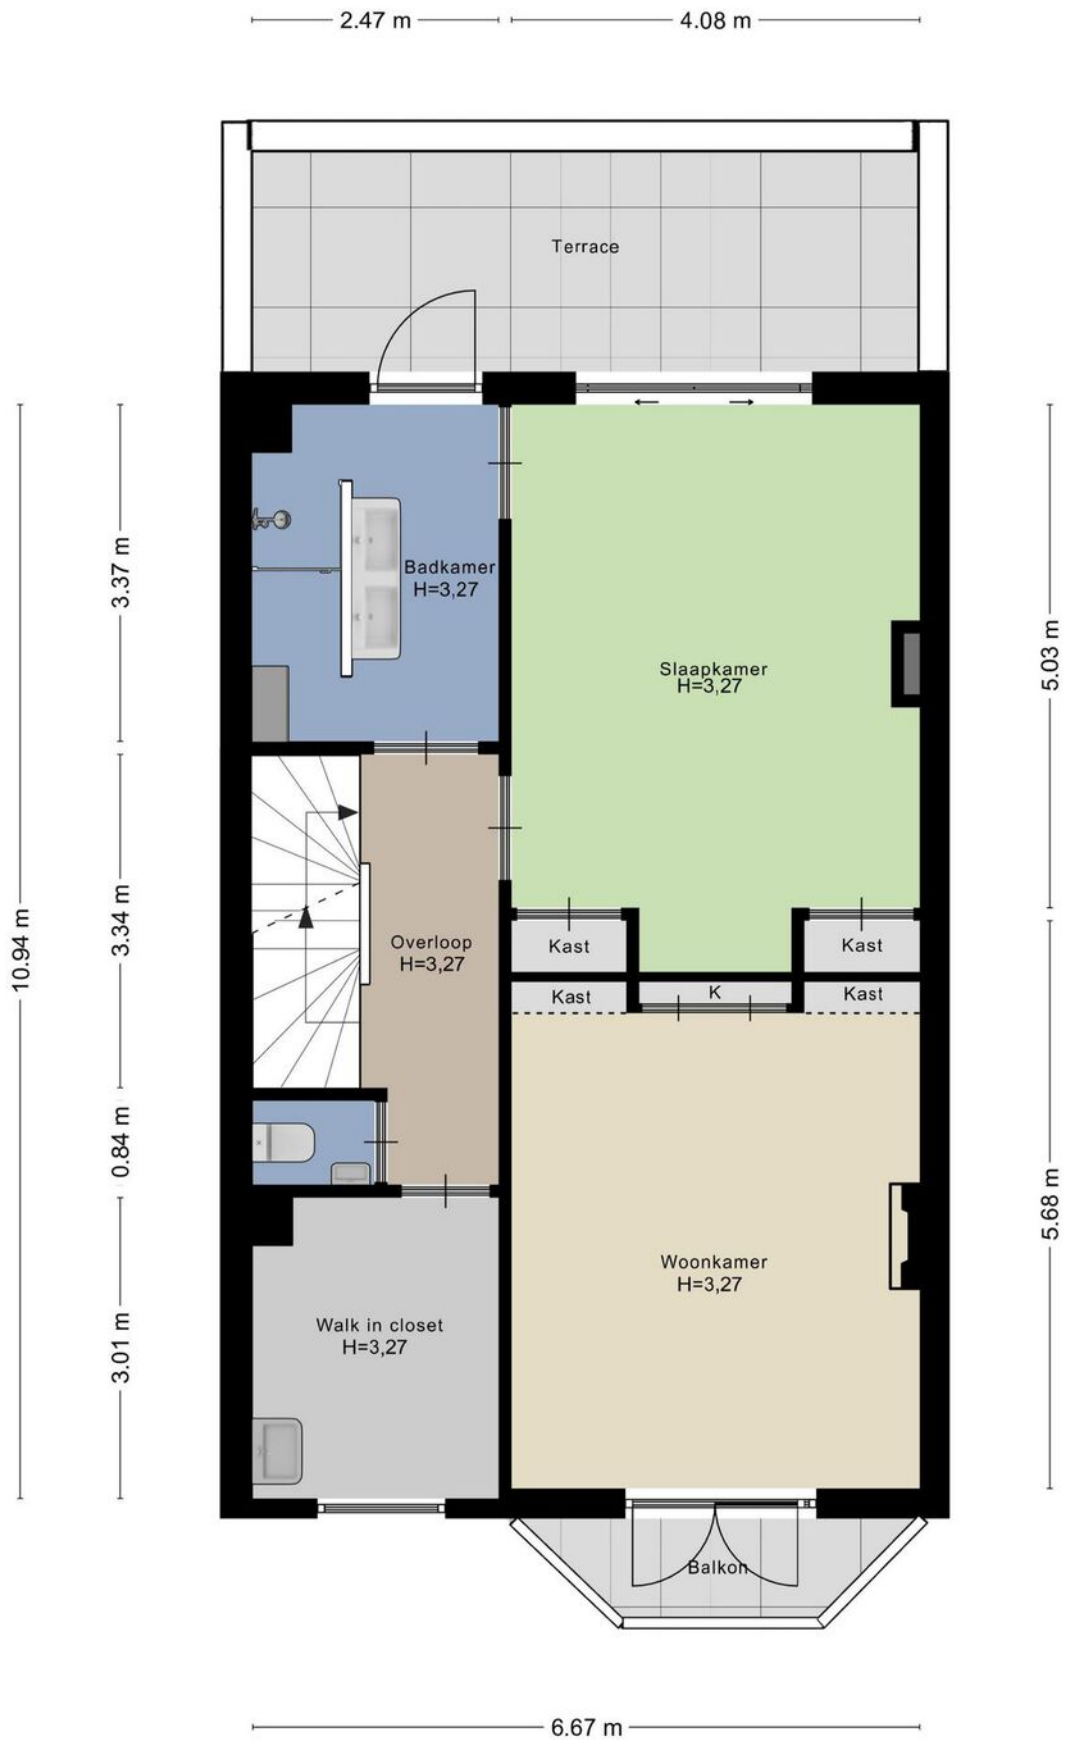 2.47 m
4.08 m
Terrace
3.37 m
Badkamer
H=3,27
5.03 m
Slaapkamer
H=3,27
10.94 m
3.34 m
Overloop
H=3,27
Kast
Kast
Kast
K
Kast
0.84 m
5.68 m
Woonkamer
H=3,27
3.01 m
Walk in closet
H=3,27
Balkon
6.67 m